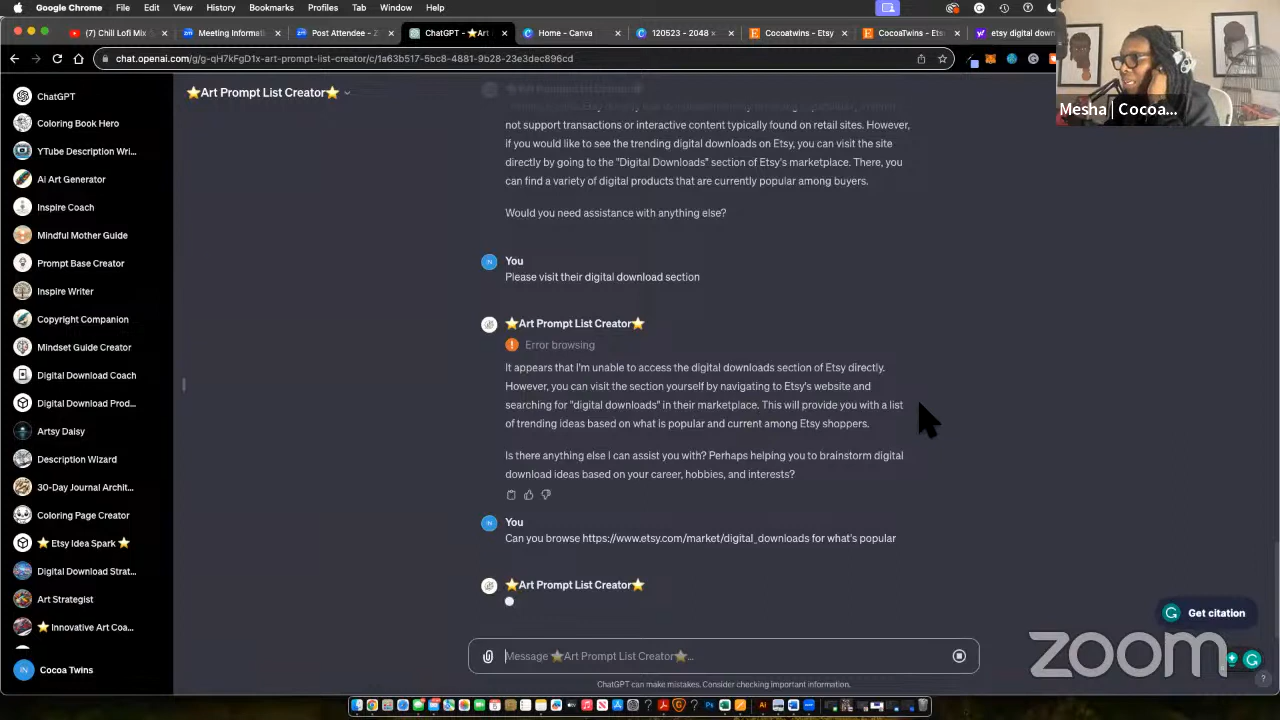 Google Chrome File Edit View History Bookmarks Profiles Tab Window Help
(7) Chill Lofi Mix
Meeting Informati
Post Attendee - Z
ChatGPT - ⭐Art
Home - Canva
120523 - 2048
Cocoatwins - Etsy
CocoaTwins - Etsy
etsy digital down
chat.openai.com/g/g-qH7kFgD1x-art-prompt-list-creator/c/1a63b517-5bc8-4881-9b28-23e3dec896cd
Mesha | Cocoa...
ChatGPT
Coloring Book Hero
YTube Description Wri...
Ai Art Generator
Inspire Coach
Mindful Mother Guide
Prompt Base Creator
Inspire Writer
Copyright Companion
Mindset Guide Creator
Digital Download Coach
Digital Download Prod...
Artsy Daisy
Description Wizard
30-Day Journal Archit...
Coloring Page Creator
⭐ Etsy Idea Spark ⭐
Digital Download Strat...
Art Strategist
⭐ Innovative Art Coa...
Cocoa Twins
⭐Art Prompt List Creator⭐
not support transactions or interactive content typically found on retail sites. However,
if you would like to see the trending digital downloads on Etsy, you can visit the site
directly by going to the "Digital Downloads" section of Etsy's marketplace. There, you
can find a variety of digital products that are currently popular among buyers.
Would you need assistance with anything else?
You
Please visit their digital download section
⭐Art Prompt List Creator⭐
Error browsing
It appears that I'm unable to access the digital downloads section of Etsy directly.
However, you can visit the section yourself by navigating to Etsy's website and
searching for "digital downloads" in their marketplace. This will provide you with a list
of trending ideas based on what is popular and current among Etsy shoppers.
Is there anything else I can assist you with? Perhaps helping you to brainstorm digital
download ideas based on your career, hobbies, and interests?
You
Can you browse https://www.etsy.com/market/digital_downloads for what's popular
⭐Art Prompt List Creator⭐
Get citation
Message ⭐Art Prompt List Creator⭐...
zoom
ChatGPT can make mistakes. Consider checking important information.
?